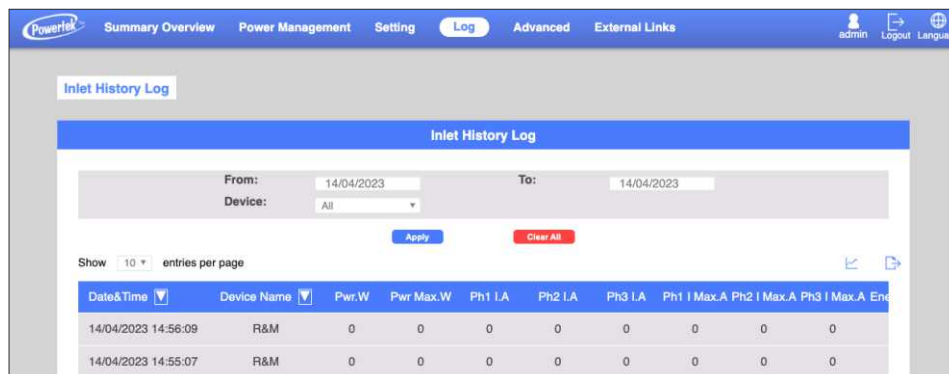 Powertek Summary Overview Power Management Setting Log Advanced External Links admin Logout Langua
Inlet History Log
Inlet History Log
From: 14/04/2023 To: 14/04/2023
Device: All
Apply Clear All
Show 10 entries per page
Date&Time Device Name Pwr.W Pwr Max.W Ph1 I.A Ph2 I.A Ph3 I.A Ph1 I Max.A Ph2 I Max.A Ph3 I Max.A Ene
14/04/2023 14:56:09 R&M 0 0 0 0 0 0 0 0
14/04/2023 14:55:07 R&M 0 0 0 0 0 0 0 0